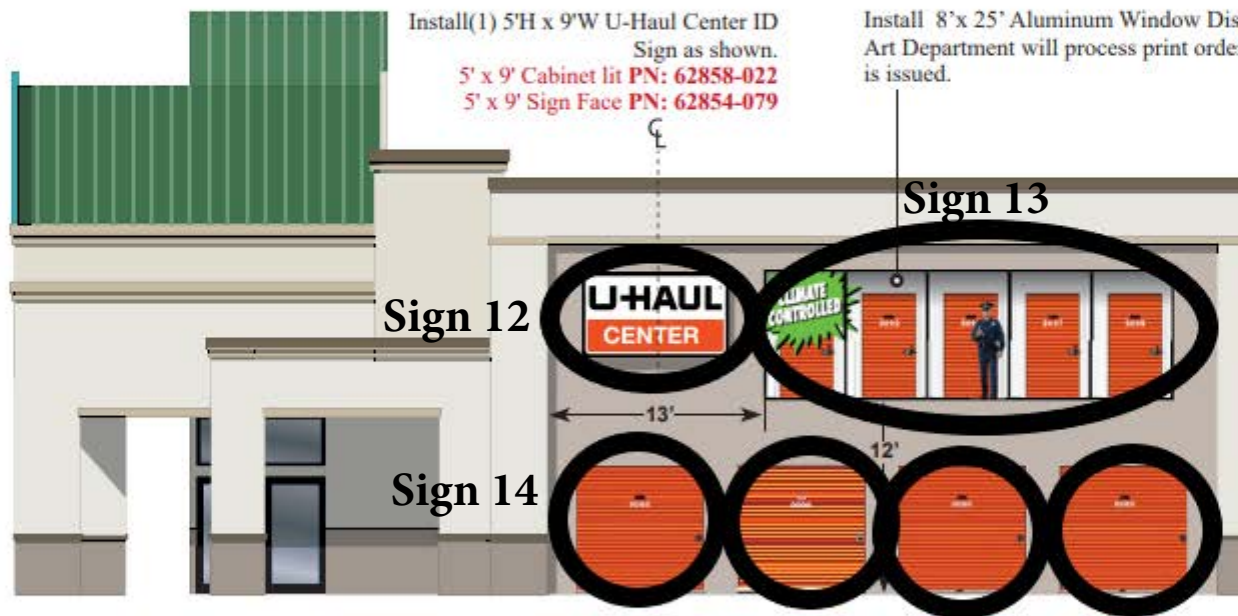 Install(1) 5'H x 9'W U-Haul Center ID
Sign as shown.
5' x 9' Cabinet lit PN: 62858-022
5' x 9' Sign Face PN: 62854-079
Install 8'x 25' Aluminum Window Dis
Art Department will process print order
is issued.
Sign 13
Sign 12
U-HAUL
CENTER
CLIMATE
CONTROLLED
13'
12'
Sign 14